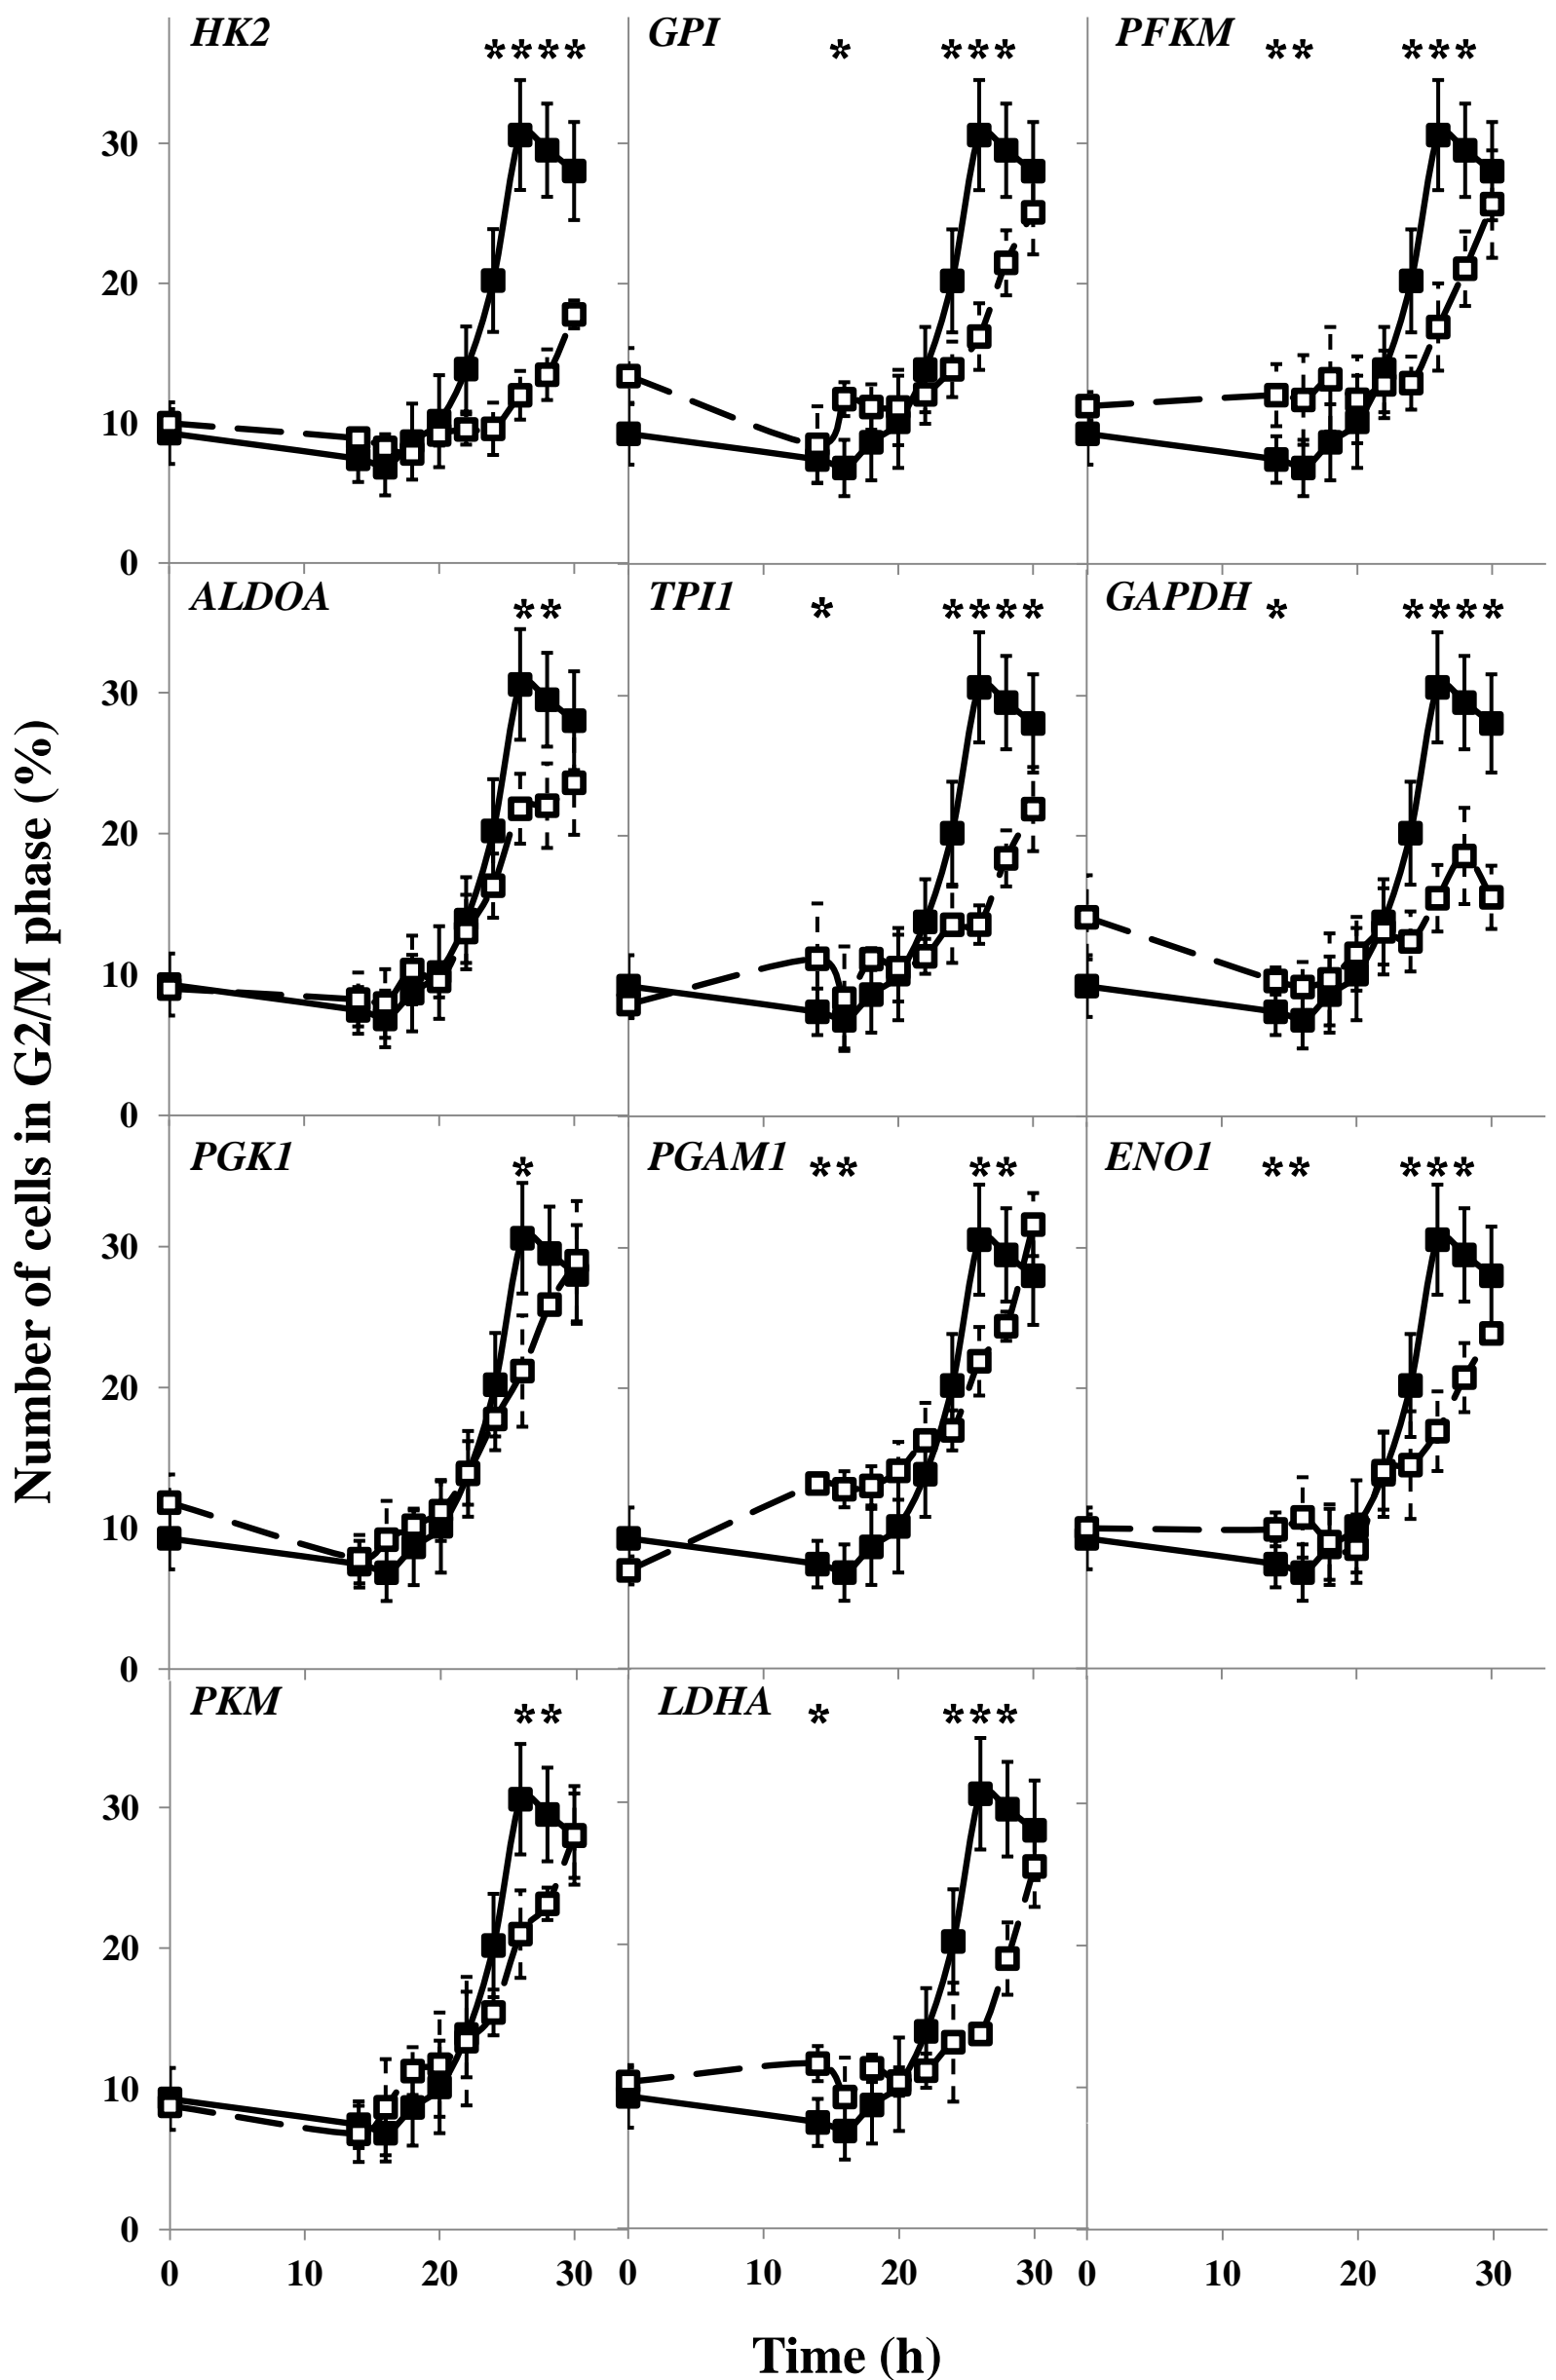 HK2 GPI PFKM
* * * * * * * * * * * * *
30
20
10
0
ALDOA TPI1 GAPDH
* * * * * * * * * * * *
30
20
10
0
PGK1 PGAM1 ENO1
* * * * * * * * * *
30
20
10
0
PKM LDHA
* * * * * *
30
20
10
0
0 10 20 30 0 10 20 30 0 10 20 30
Number of cells in G2/M phase (%)
Time (h)